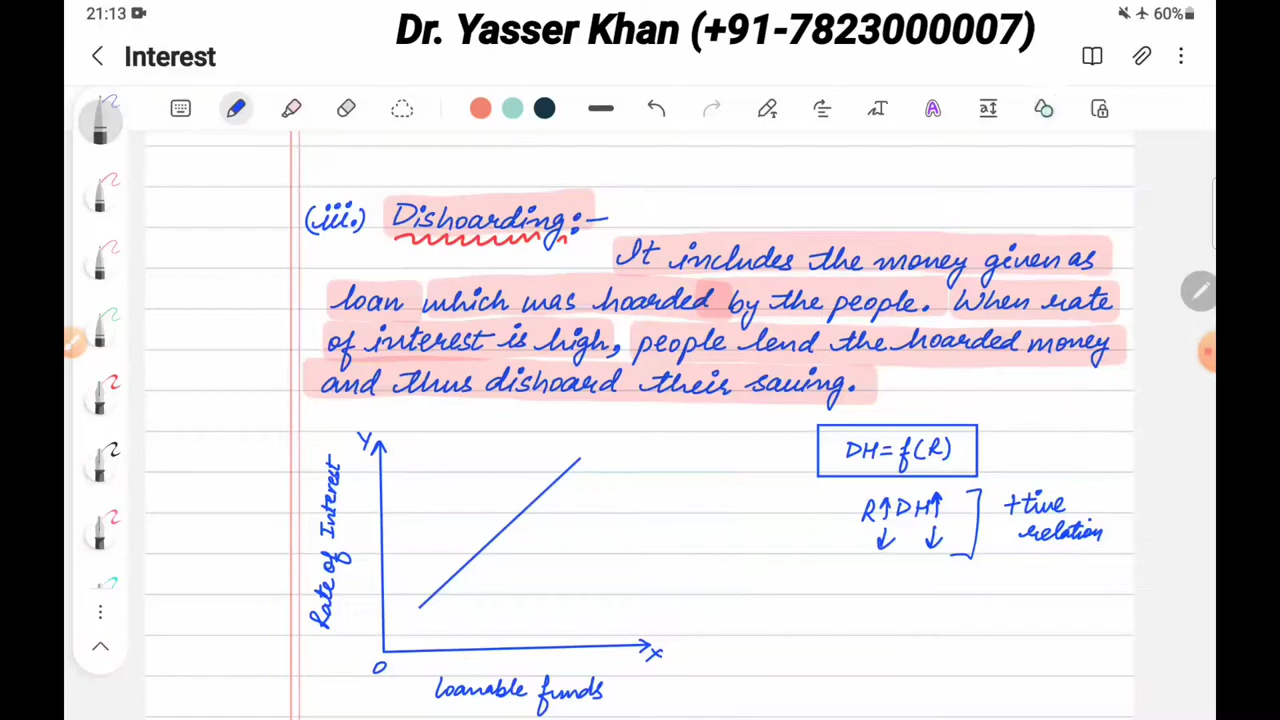 21:13
60%
Dr. Yasser Khan (+91-7823000007)
Interest
(iii.) Dishoarding:-
It includes the money given as
loan which was hoarded by the people. When rate
of interest is high, people lend the hoarded money
and thus dishoard their saving.
Y
Rate of Interest
O
X
Loanable funds
DH=f(R)
R↑DH↑
↓ ↓
+tive
relation